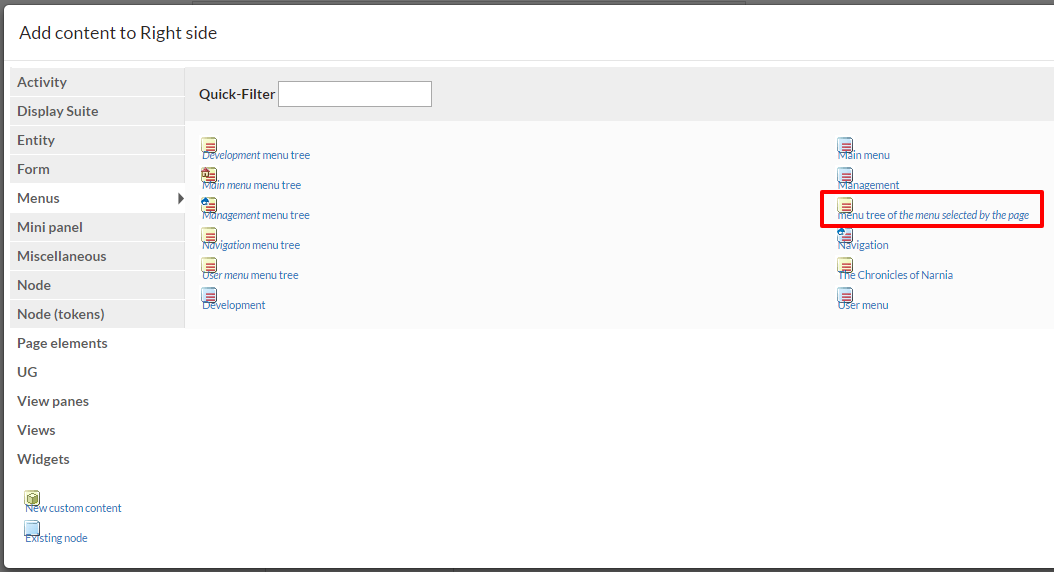 Add content to Right side
Activity
Display Suite
Entity
Form
Menus
Mini panel
Miscellaneous
Node
Node (tokens)
Page elements
UG
View panes
Views
Widgets
New custom content
Existing node
Quick-Filter
Development menu tree
Main menu menu tree
Management menu tree
Navigation menu tree
User menu menu tree
Development
Main menu
Management
menu tree of the menu selected by the page
Navigation
The Chronicles of Narnia
User menu